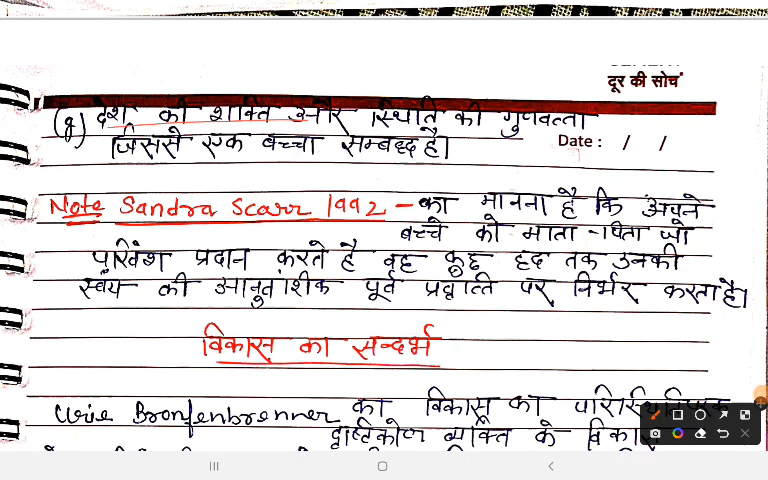 दूर की सोच
(g) देश की शक्ति और स्थिति की गुणवत्ता
जिससे एक बच्चा सम्बद्ध है।
Date : / /
Note Sandra Scarr 1992 - का मानना है कि अपने
बच्चे को माता-पिता जो
परिवेश प्रदान करते है वह कुछ हद तक उनकी
स्वंय की आनुवांशीक पूर्व प्रवृत्ति पर निर्भर करता है।
विकास का सन्दर्भ
Urie Bronfenbrenner का विकास का
दृष्टिकोण व्यक्ति के विकास